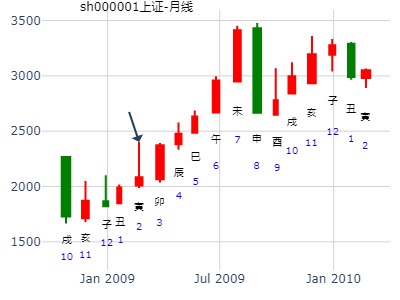 sh000001上证-月线
3500
3000
2500
2000
1500
戌
10
亥
11
子
12
丑
1
寅
2
卯
3
辰
4
巳
5
午
6
未
7
申
8
酉
9
戌
10
亥
11
子
12
丑
1
寅
2
Jan 2009
Jul 2009
Jan 2010